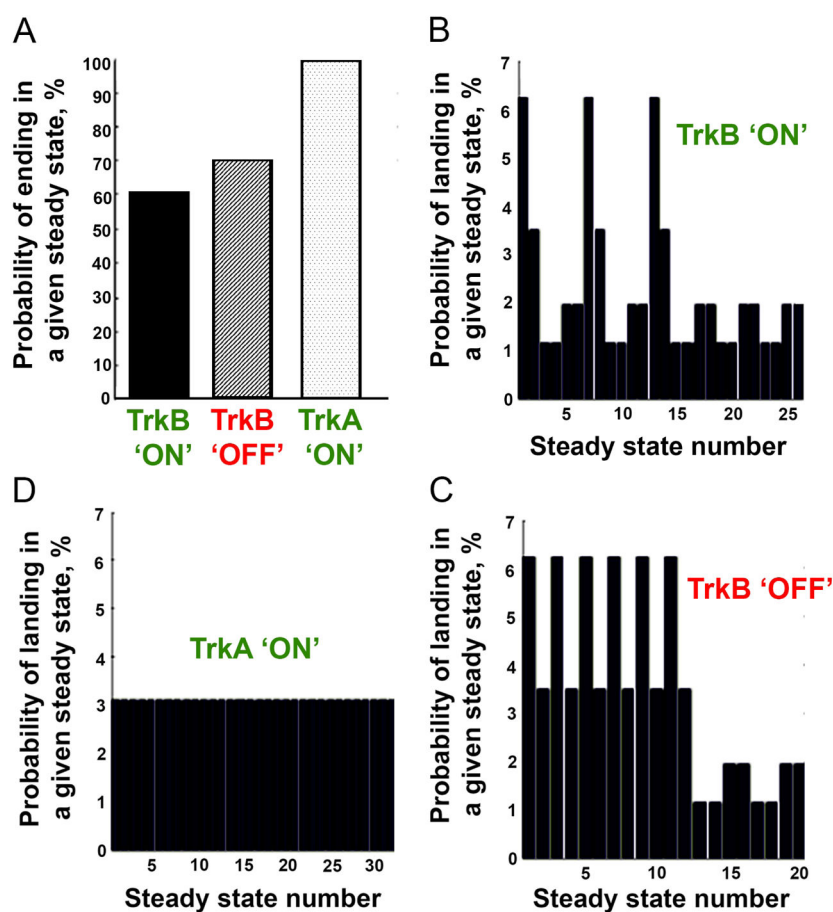 A
Probability of ending in
a given steady state, %
100
90
80
70
60
50
40
30
20
10
0
TrkB
‘ON’
TrkB
‘OFF’
TrkA
‘ON’
B
Probability of landing in
a given steady state, %
7
6
5
4
3
2
1
0
TrkB ‘ON’
5 10 15 20 25
Steady state number
D
Probability of landing in
a given steady state, %
7
6
5
4
3
2
1
0
TrkA ‘ON’
5 10 15 20 25 30
Steady state number
C
Probability of landing in
a given steady state, %
7
6
5
4
3
2
1
0
TrkB ‘OFF’
5 10 15 20
Steady state number